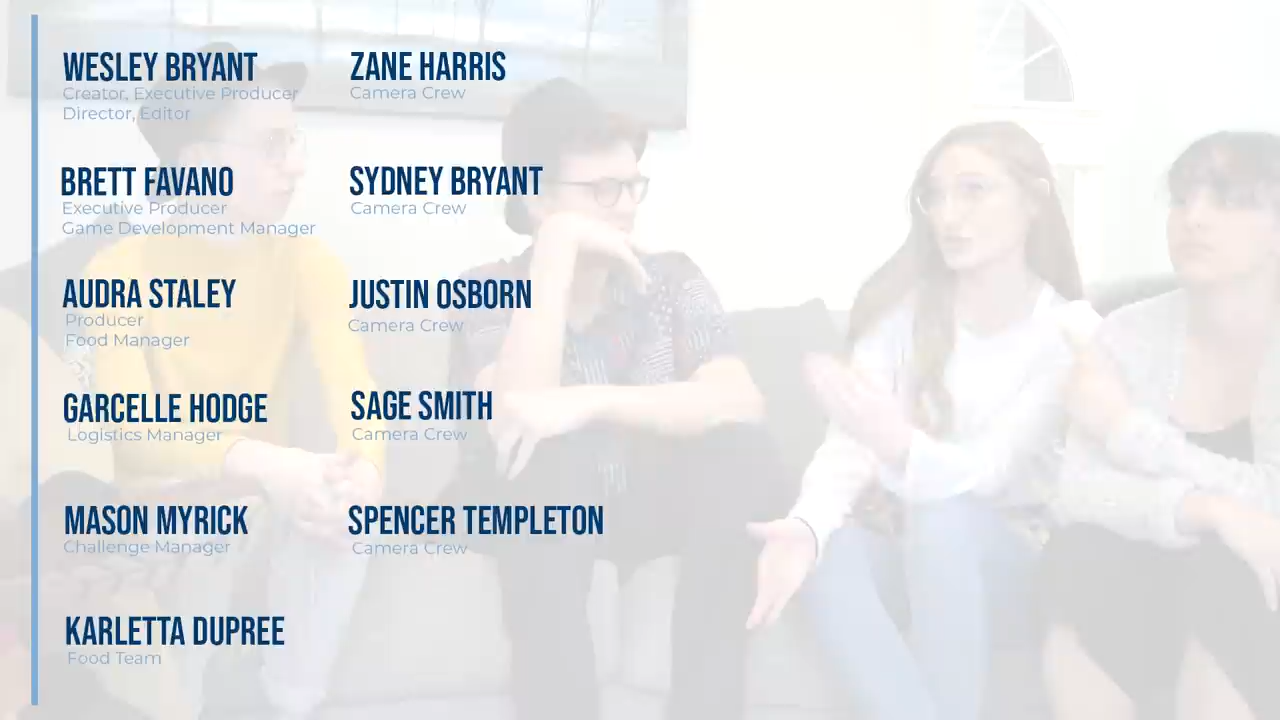 WESLEY BRYANT
Creator, Executive Producer
Director, Editor
BRETT FAVANO
Executive Producer
Game Development Manager
AUDRA STALEY
Producer
Food Manager
GARCELLE HODGE
Logistics Manager
MASON MYRICK
Challenge Manager
KARLETTA DUPREE
Food Team
ZANE HARRIS
Camera Crew
SYDNEY BRYANT
Camera Crew
JUSTIN OSBORN
Camera Crew
SAGE SMITH
Camera Crew
SPENCER TEMPLETON
Camera Crew